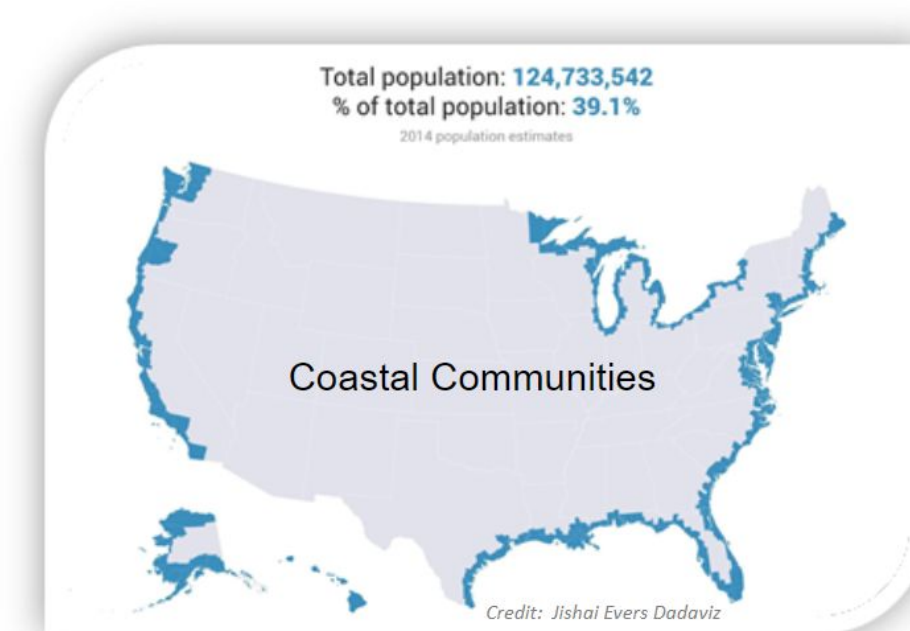 Total population: 124,733,542
% of total population: 39.1%
2014 population estimates
Coastal Communities
Credit: Jishai Evers Dadaviz